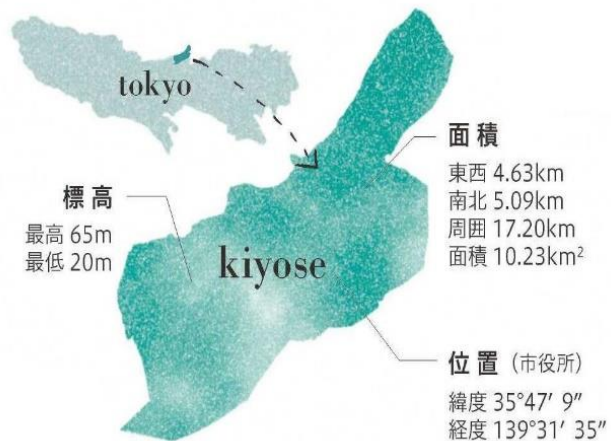 tokyo
面積
東西 4.63km
南北 5.09km
周囲 17.20km
面積 10.23km²
標高
最高 65m
最低 20m
kiyose
位置（市役所）
緯度 35°47′ 9″
経度 139°31′ 35″